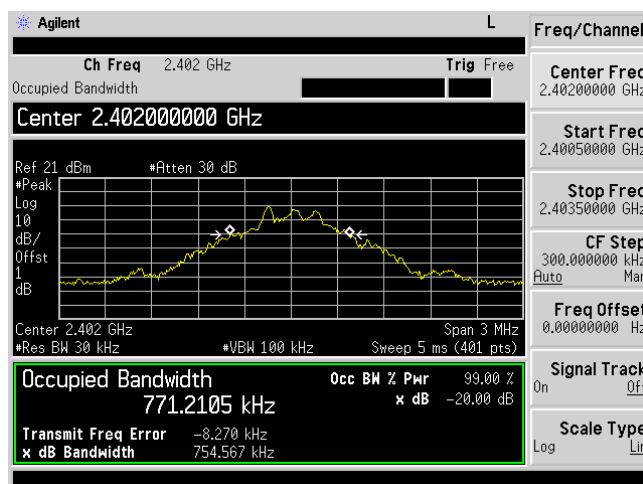 Agilent L
Ch Freq 2.402 GHz Trig Free
Occupied Bandwidth
Center 2.402000000 GHz
Ref 21 dBm #Atten 30 dB
#Peak
Log
10
dB/
Offst
1
dB
Center 2.402 GHz Span 3 MHz
#Res BW 30 kHz #VBW 100 kHz Sweep 5 ms (401 pts)
Occupied Bandwidth Occ BW % Pwr 99.00 %
771.2105 kHz x dB -20.00 dB
Transmit Freq Error -8.270 kHz
x dB Bandwidth 754.567 kHz
Freq/Channel
Center Freq
2.40200000 GHz
Start Freq
2.40050000 GHz
Stop Freq
2.40350000 GHz
CF Step
300.000000 kHz
Auto Man
Freq Offset
0.00000000 Hz
Signal Track
On Off
Scale Type
Log Lin